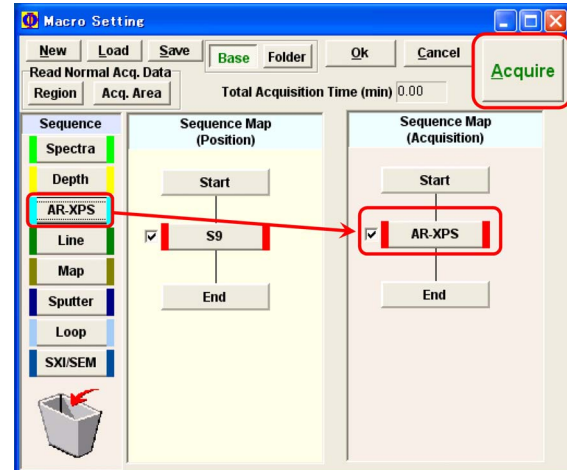 Macro Setting
New Load Save Base Folder Ok Cancel Acquire
Read Normal Acq. Data
Region Acq. Area Total Acquisition Time (min) 0.00
Sequence
Spectra
Depth
AR-XPS
Line
Map
Sputter
Loop
SXI/SEM
Sequence Map
(Position)
Start
S9
End
Sequence Map
(Acquisition)
Start
AR-XPS
End